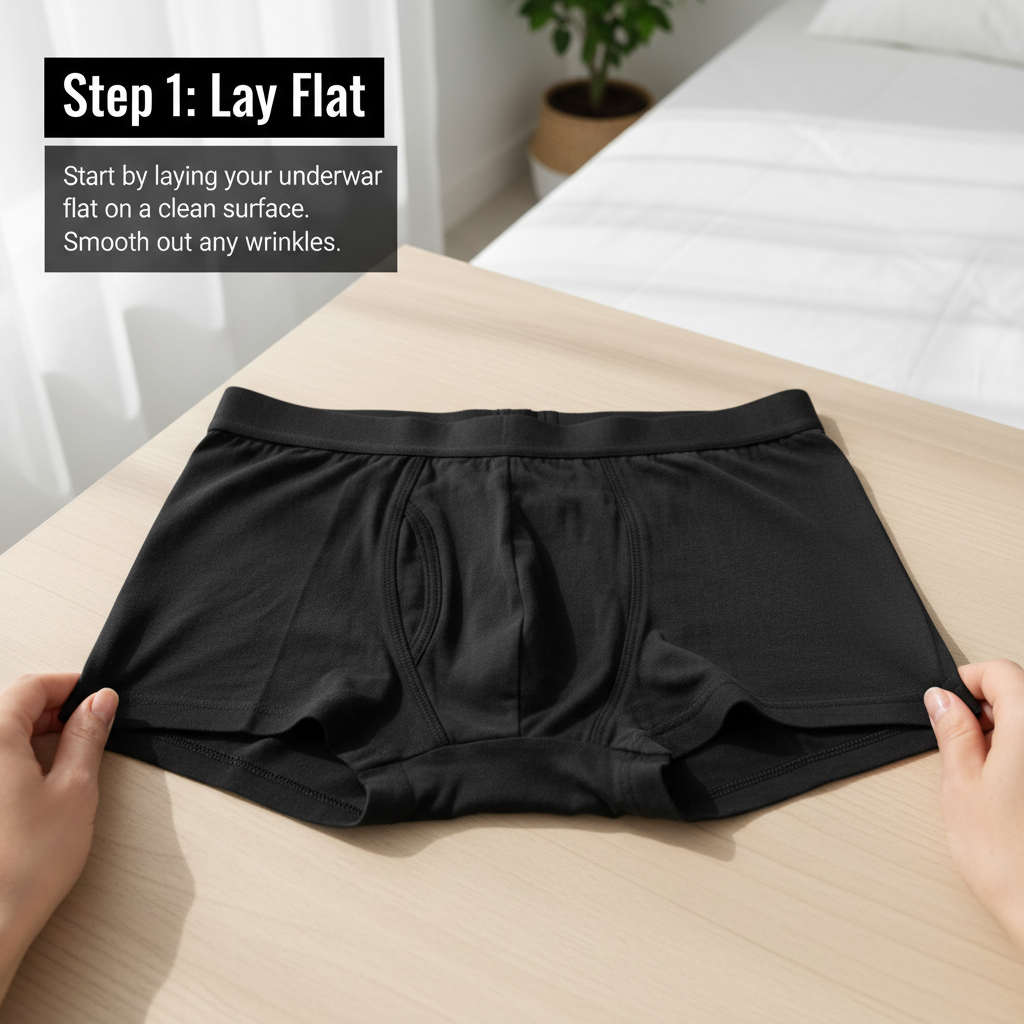 Step 1: Lay Flat
Start by laying your underwar
flat on a clean surface.
Smooth out any wrinkles.